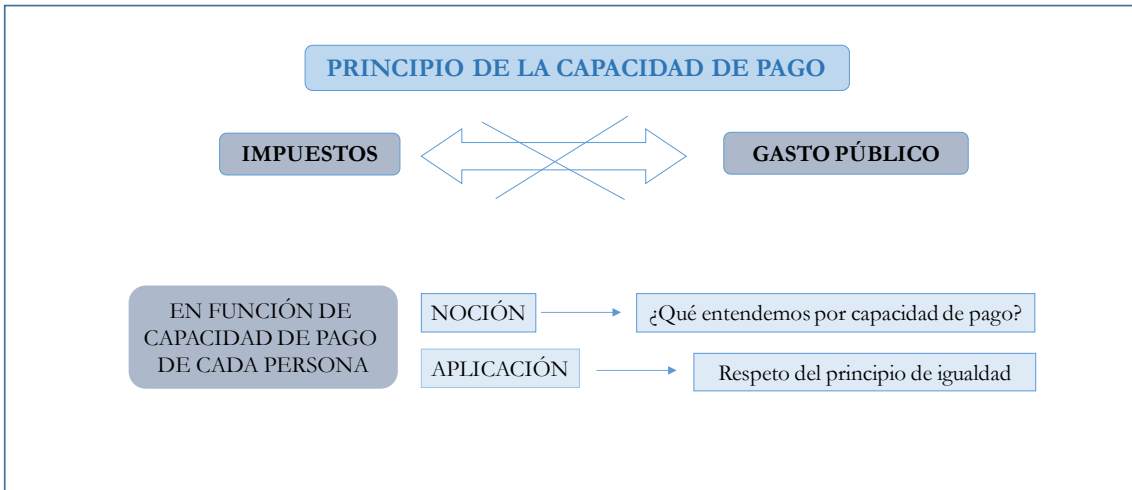 PRINCIPIO DE LA CAPACIDAD DE PAGO
IMPUESTOS
GASTO PÚBLICO
EN FUNCIÓN DE
CAPACIDAD DE PAGO
DE CADA PERSONA
NOCIÓN
¿Qué entendemos por capacidad de pago?
APLICACIÓN
Respeto del principio de igualdad